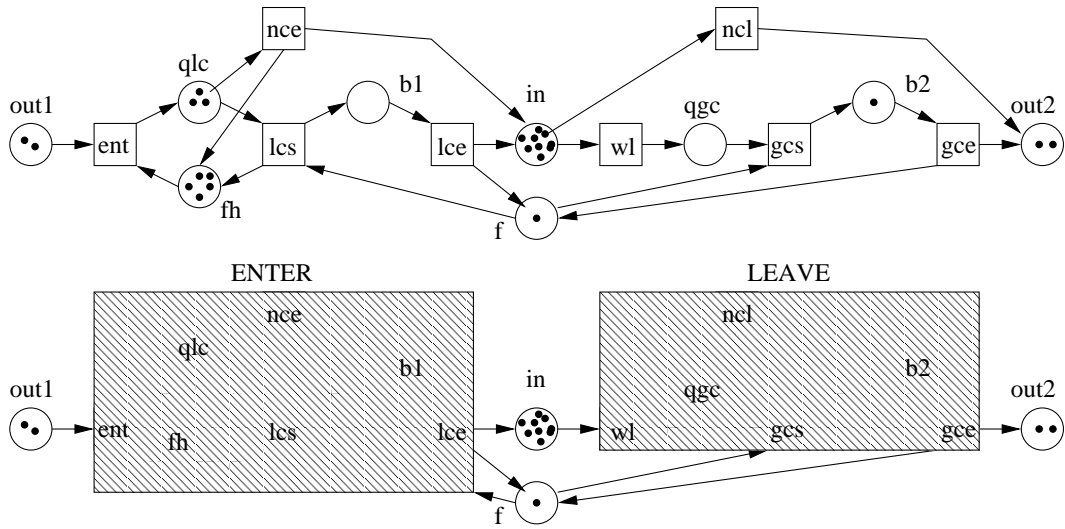 nce
ncl
qlc
b1
in
qgc
b2
out1
out2
ent
lcs
lce
wl
gcs
gce
fh
f
ENTER
LEAVE
nce
ncl
qlc
b1
b2
in
qgc
out1
out2
ent
fh
lcs
lce
wl
gcs
gce
f